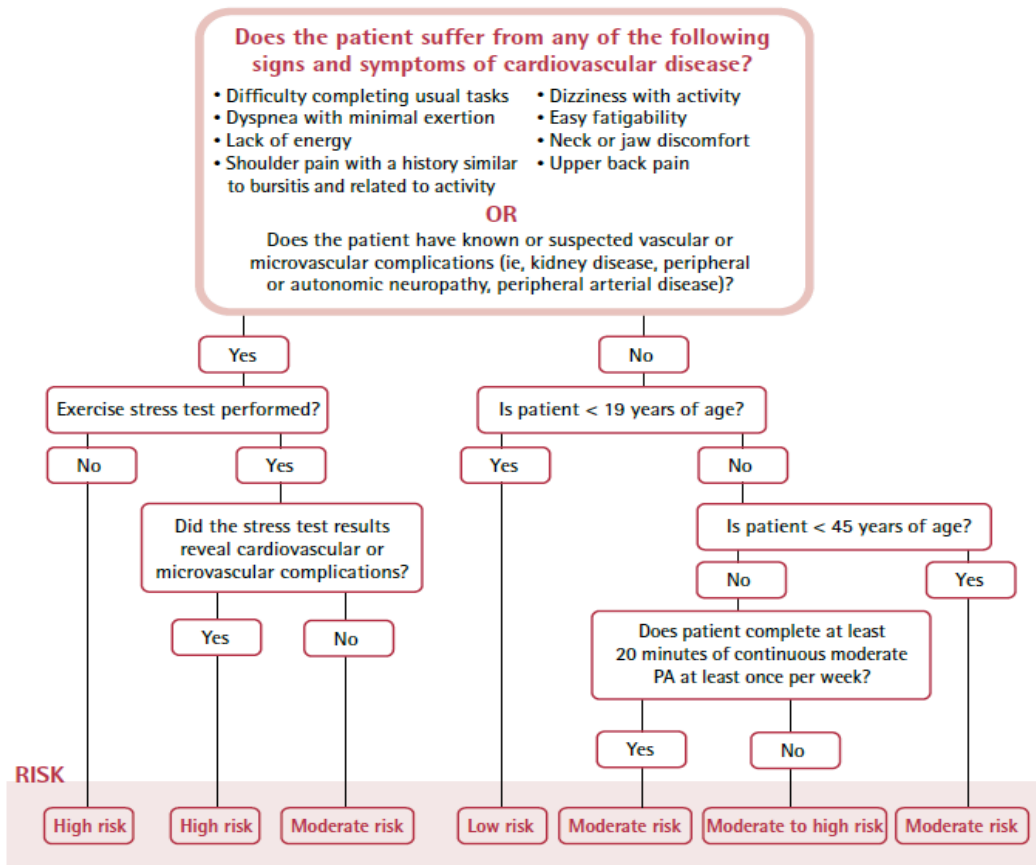 Does the patient suffer from any of the following
signs and symptoms of cardiovascular disease?
• Difficulty completing usual tasks
• Dyspnea with minimal exertion
• Lack of energy
• Shoulder pain with a history similar
to bursitis and related to activity
• Dizziness with activity
• Easy fatigability
• Neck or jaw discomfort
• Upper back pain
OR
Does the patient have known or suspected vascular or
microvascular complications (ie, kidney disease, peripheral
or autonomic neuropathy, peripheral arterial disease)?
Yes
No
Exercise stress test performed?
Is patient < 19 years of age?
No
Yes
Yes
No
Did the stress test results
reveal cardiovascular or
microvascular complications?
Is patient < 45 years of age?
No
Yes
Yes
No
Does patient complete at least
20 minutes of continuous moderate
PA at least once per week?
Yes
No
RISK
High risk
High risk
Moderate risk
Low risk
Moderate risk
Moderate to high risk
Moderate risk